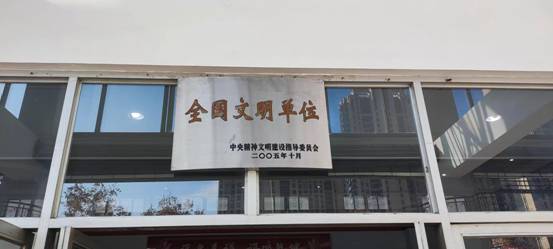 全国文明单位
中央精神文明建设指导委员会
二〇〇五年十月